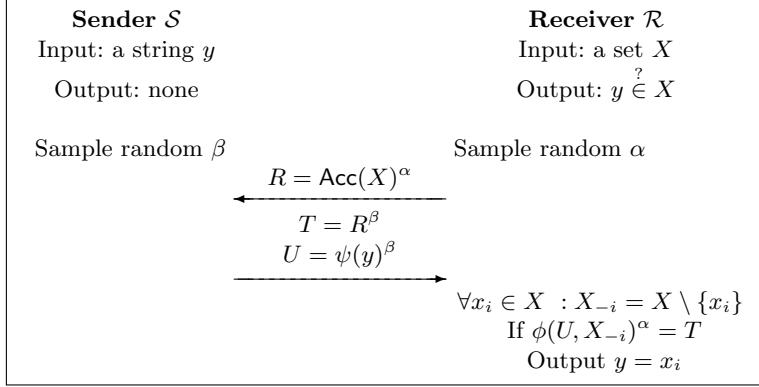 Sender 𝒮 Receiver ℛ
Input: a string y Input: a set X
Output: none Output: y ∈? X
Sample random β Sample random α
R = Acc(X)^α
T = R^β
U = ψ(y)^β
∀x_i ∈ X : X_{−i} = X \ {x_i}
If ϕ(U, X_{−i})^α = T
Output y = x_i